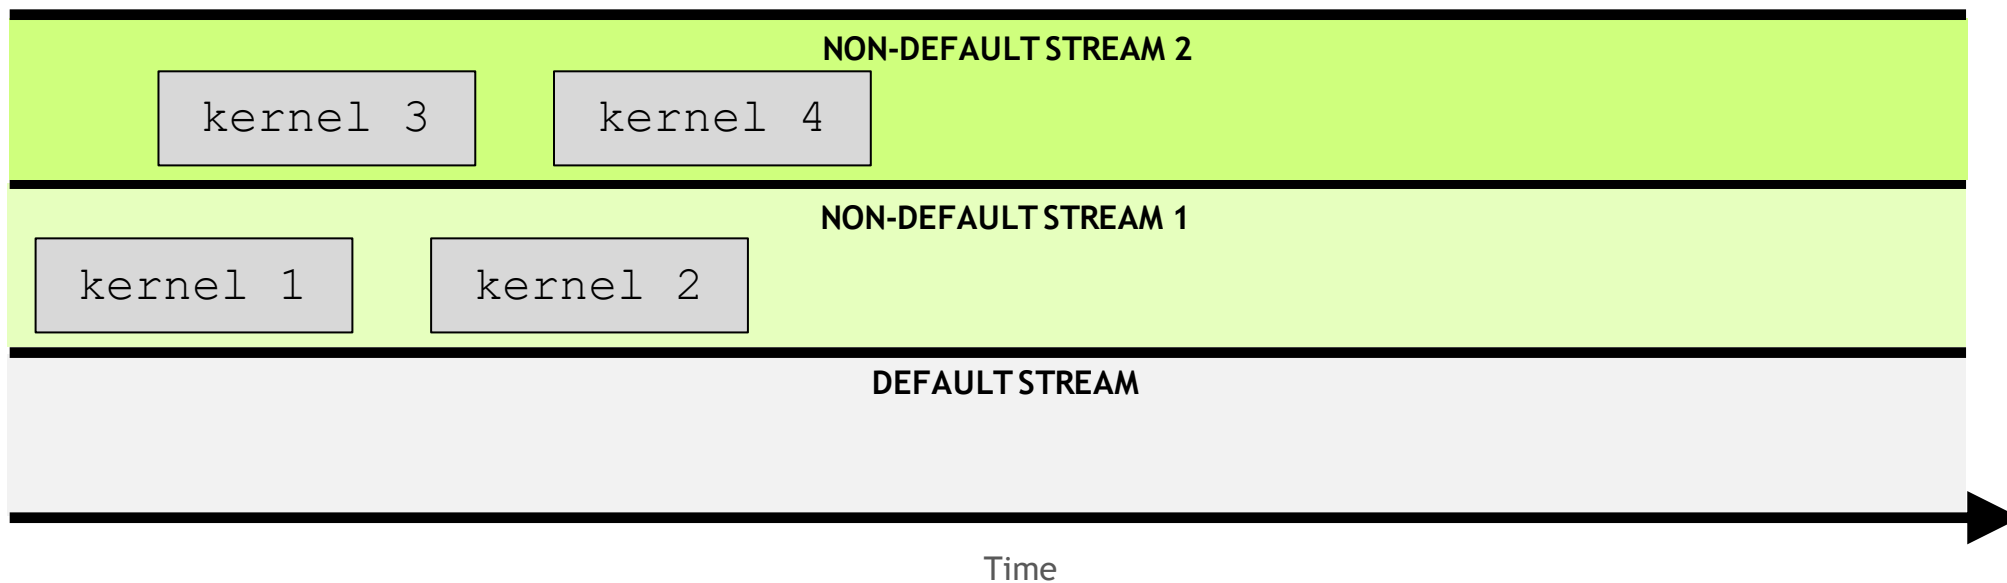 NON-DEFAULT STREAM 2
kernel 3
kernel 4
NON-DEFAULT STREAM 1
kernel 1
kernel 2
DEFAULT STREAM
Time